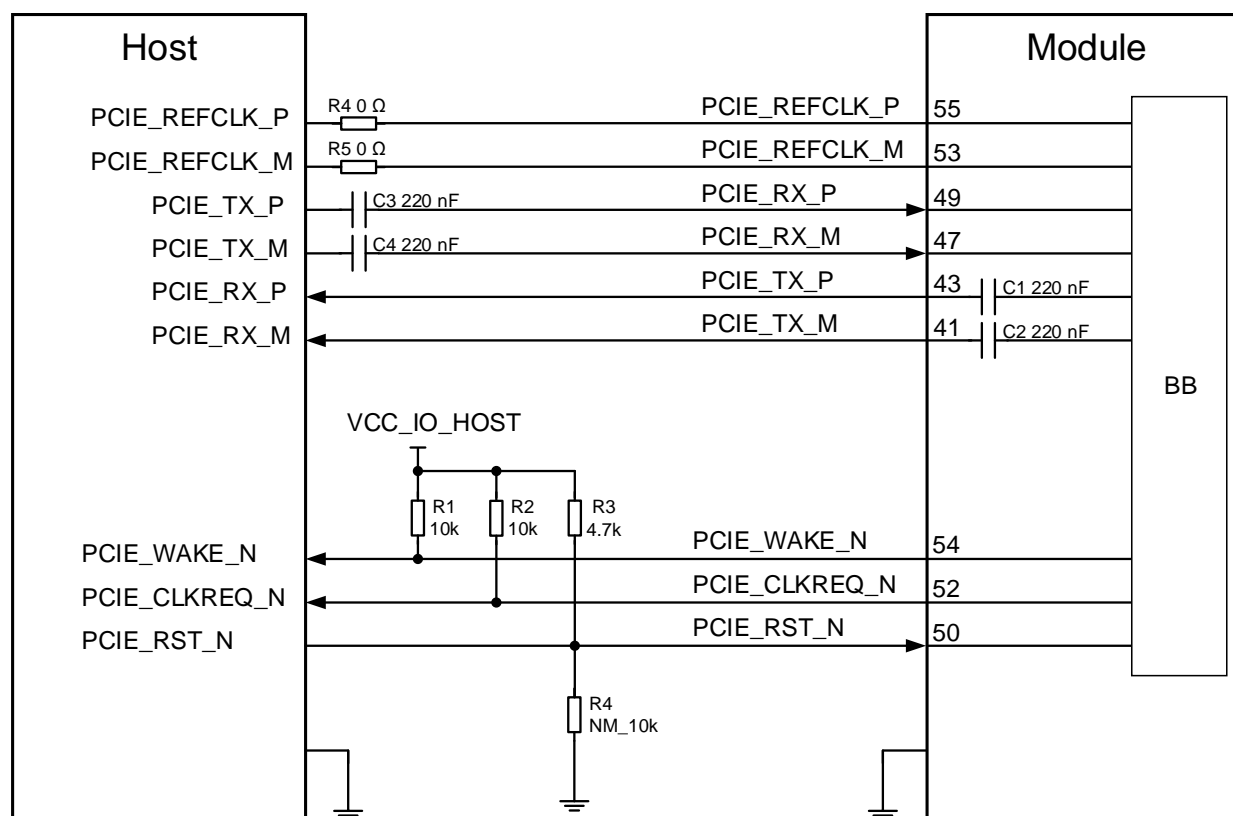 Host
Module
PCIE_REFCLK_P
R4 0 Ω
PCIE_REFCLK_P
55
PCIE_REFCLK_M
R5 0 Ω
PCIE_REFCLK_M
53
PCIE_TX_P
C3 220 nF
PCIE_RX_P
49
PCIE_TX_M
C4 220 nF
PCIE_RX_M
47
PCIE_RX_P
PCIE_TX_P
43
C1 220 nF
PCIE_RX_M
PCIE_TX_M
41
C2 220 nF
BB
VCC_IO_HOST
R1
10k
R2
10k
R3
4.7k
PCIE_WAKE_N
PCIE_WAKE_N
54
PCIE_CLKREQ_N
PCIE_CLKREQ_N
52
PCIE_RST_N
PCIE_RST_N
50
R4
NM_10k